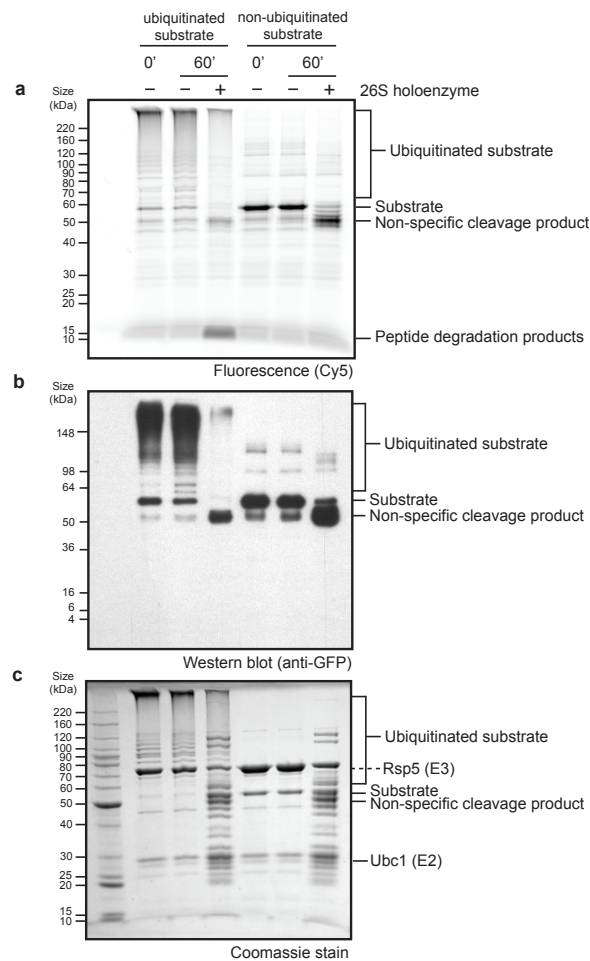 ubiquitinated
substrate
non-ubiquitinated
substrate
0’ 60’ 0’ 60’
– – + – – + 26S holoenzyme
a
Size
(kDa)
220
160
120
100
90
80
70
60
50
40
30
25
20
15
10
Ubiquitinated substrate
Substrate
Non-specific cleavage product
Peptide degradation products
Fluorescence (Cy5)
b
Size
(kDa)
148
98
64
50
36
16
6
4
Ubiquitinated substrate
Substrate
Non-specific cleavage product
Western blot (anti-GFP)
c
Size
(kDa)
220
160
120
100
90
80
70
60
50
40
30
25
20
15
10
Ubiquitinated substrate
Rsp5 (E3)
Substrate
Non-specific cleavage product
Ubc1 (E2)
Coomassie stain